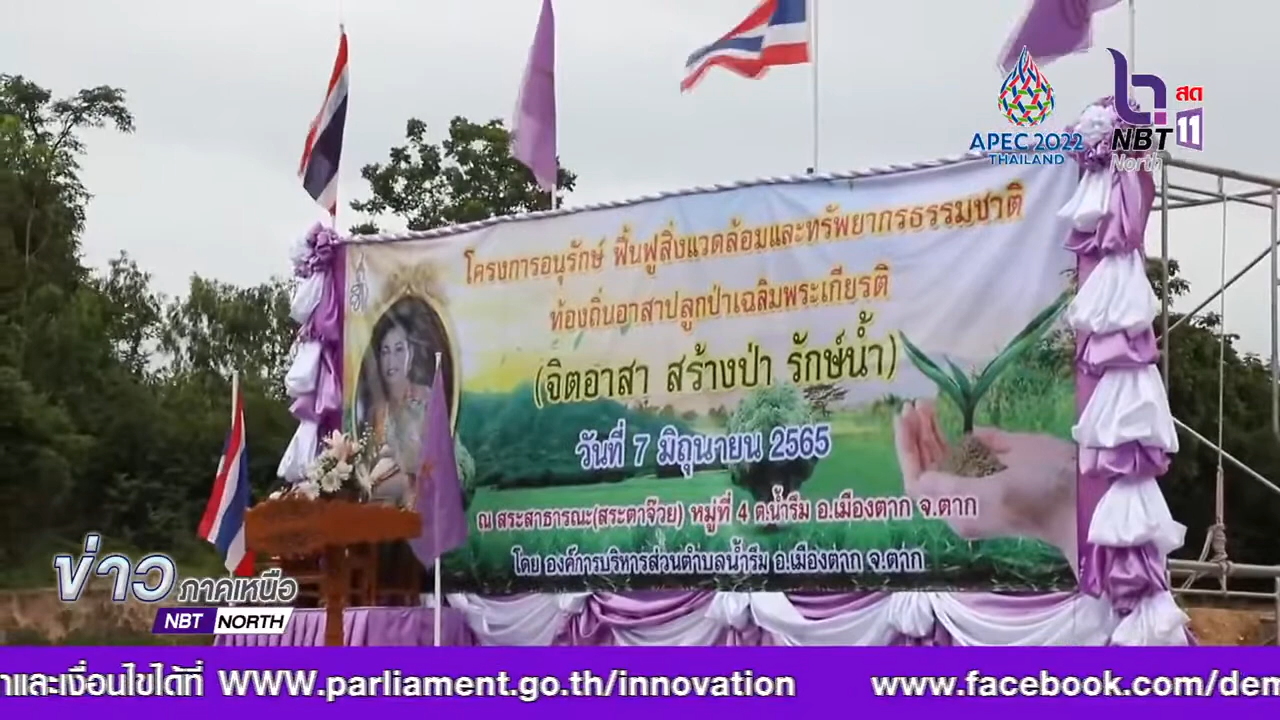 APEC 2022
THAILAND
สด
NBT 11
North
โครงการอนุรักษ์ ฟื้นฟูสิ่งแวดล้อมและทรัพยากรธรรมชาติ
ท้องถิ่นอาสาปลูกป่าเฉลิมพระเกียรติ
(จิตอาสา สร้างป่า รักษ์น้ำ)
วันที่ 7 มิถุนายน 2565
ณ สระสาธารณะ(สระตาจ๊วย) หมู่ที่ 4 ต.น้ำรึม อ.เมืองตาก จ.ตาก
โดย องค์การบริหารส่วนตำบลน้ำรึม อ.เมืองตาก จ.ตาก
ข่าว ภาคเหนือ
NBT NORTH
และเงื่อนไขได้ที่ WWW.parliament.go.th/innovation www.facebook.com/dem